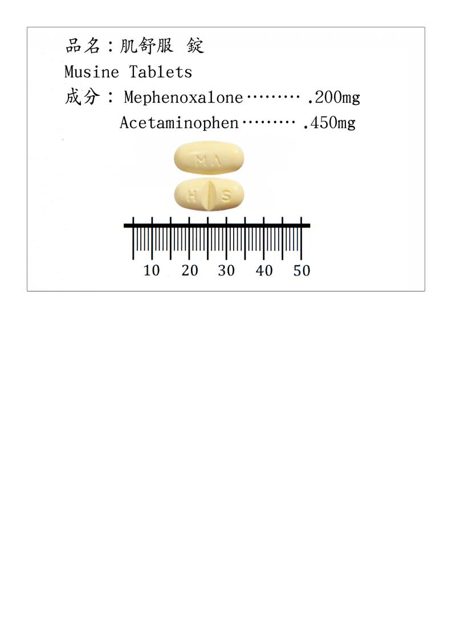 品名：肌舒服 錠
Musine Tablets
成分： Mephenoxalone⋯⋯⋯ .200mg
Acetaminophen⋯⋯⋯ .450mg
MA
H S
10 20 30 40 50